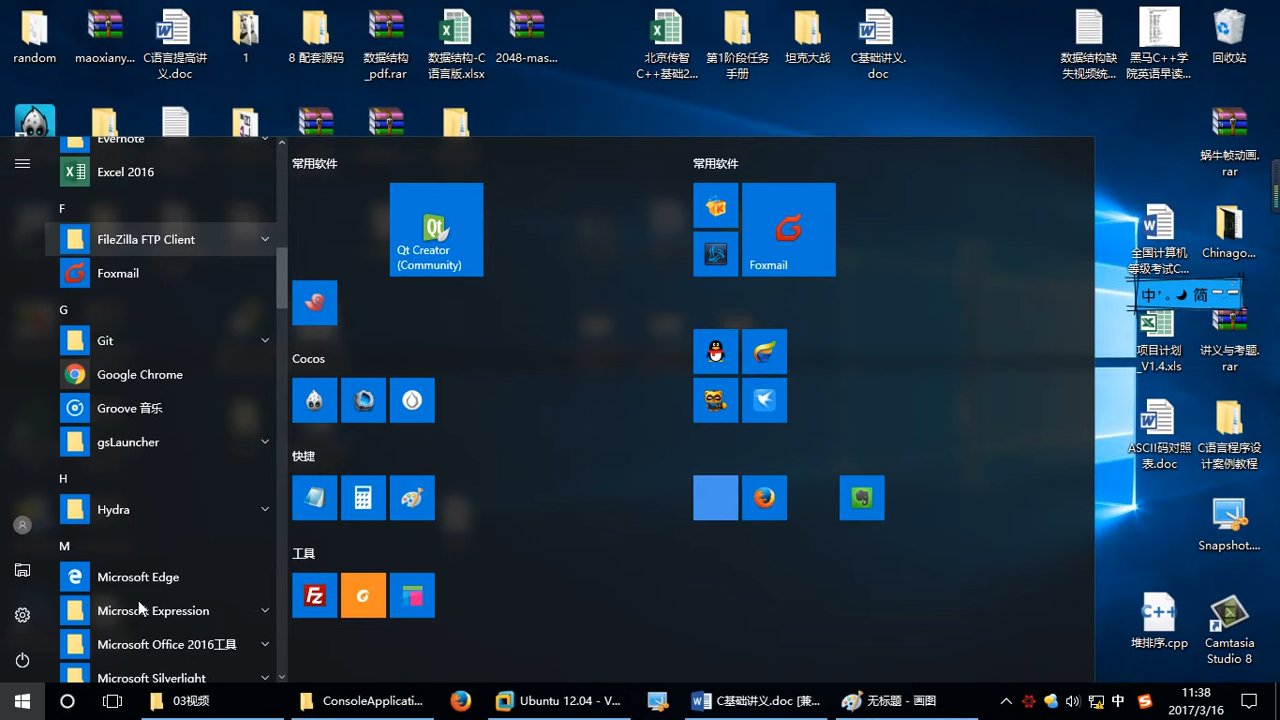 random
maoxiany...
C语言提高讲
义.doc
1
8 配套源码
数据结构
_pdf.rar
数据结构C
语言版.xlsx
2048-mas...
北京传智
C++基础2...
就1阶段任务
手册
坦克大战
C基础讲义.
doc
数据结构缺
失视频统...
黑马C++学
院英语早读...
回收站
Evernote
Excel 2016
F
FileZilla FTP Client
Foxmail
G
Git
Google Chrome
Groove 音乐
gsLauncher
H
Hydra
M
Microsoft Edge
Microsoft Expression
Microsoft Office 2016工具
Microsoft Silverlight
常用软件
Qt Creator
(Community)
Cocos
快捷
工具
常用软件
Foxmail
蜗牛帧动画.
rar
全国计算机
等级考试C...
Chinago...
中 简
项目计划
_V1.4.xls
讲义与考题.
rar
ASCII码对照
表.doc
C语言程序设
计案例教程
Snapshot....
堆排序.cpp
Camtasia
Studio 8
03视频
ConsoleApplicati...
Ubuntu 12.04 - V...
C基础讲义.doc [兼...
无标题 - 画图
中
11:38
2017/3/16